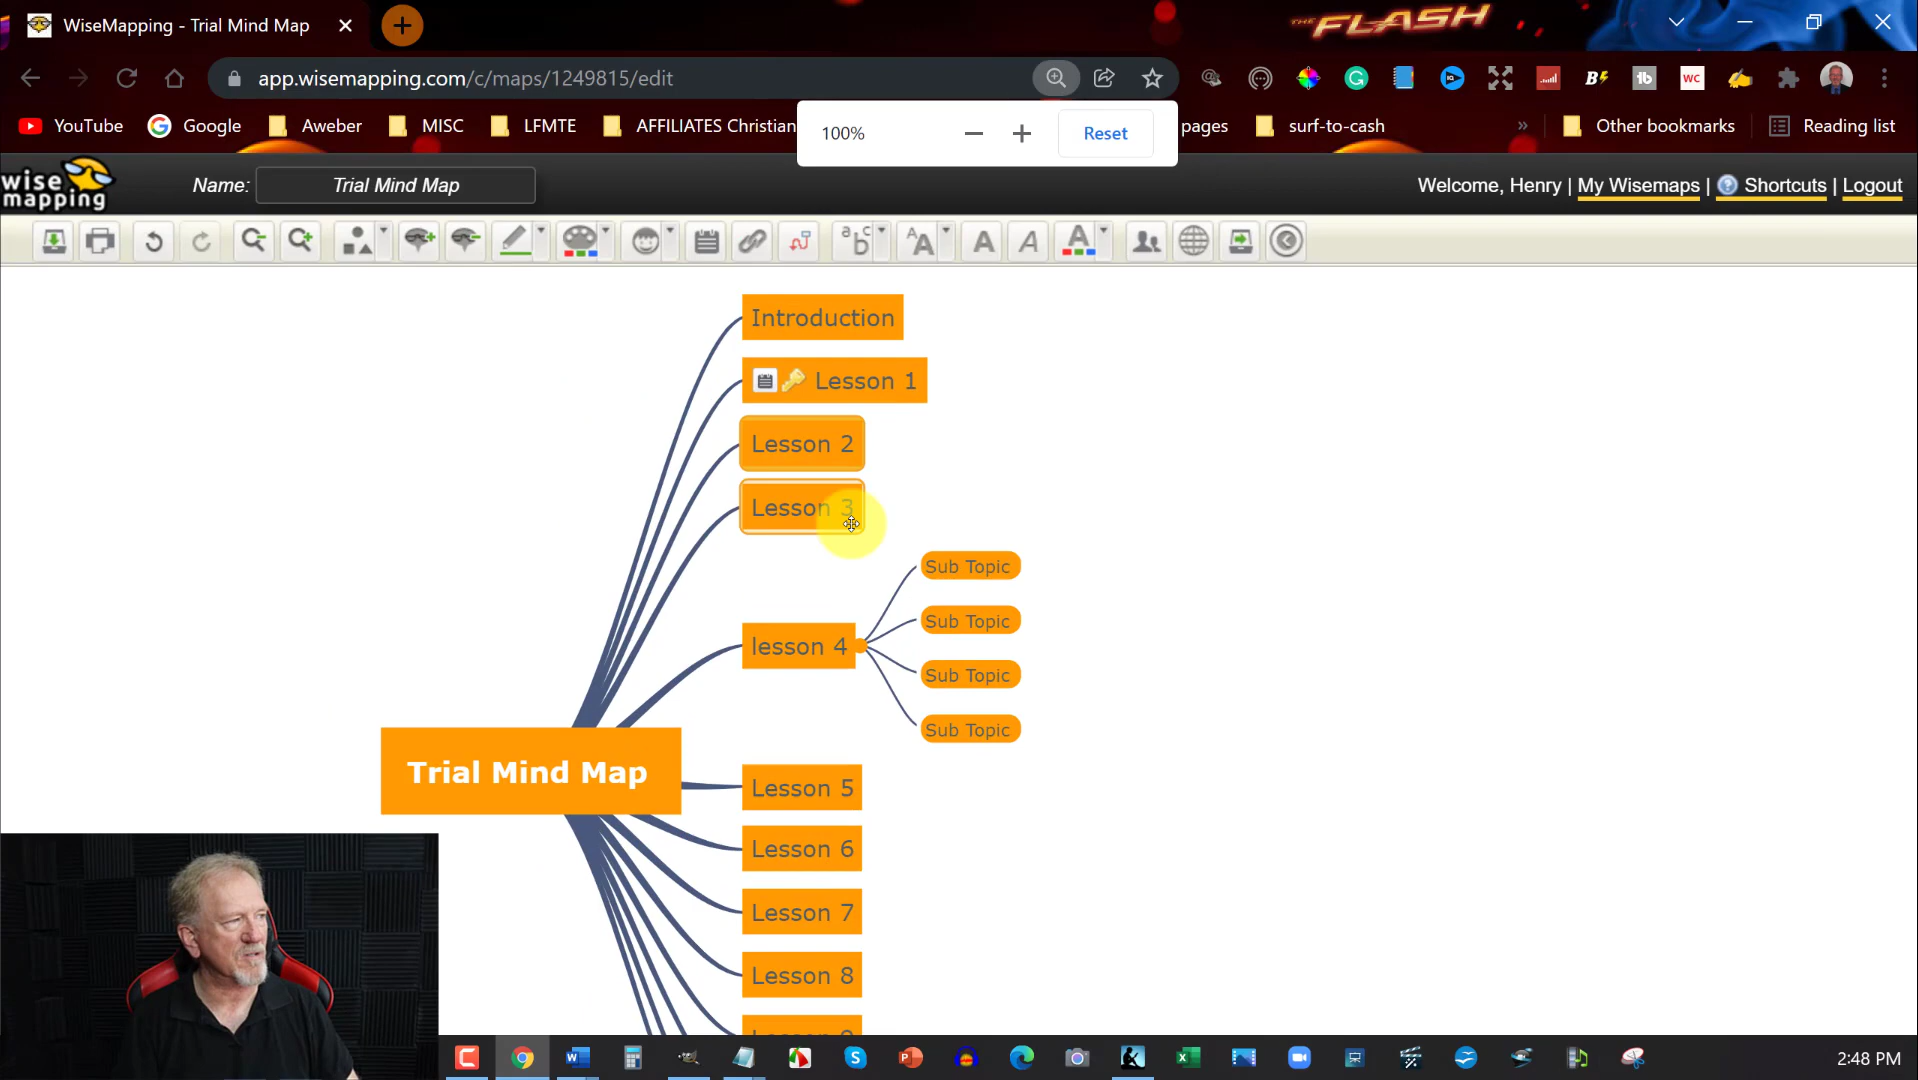 WiseMapping - Trial Mind Map
THE FLASH
app.wisemapping.com/c/maps/1249815/edit
YouTube
Google
Aweber
MISC
LFMTE
AFFILIATES Christian
pages
surf-to-cash
»
Other bookmarks
Reading list
100%
Reset
wise mapping
Name: Trial Mind Map
Welcome, Henry | My Wisemaps | Shortcuts | Logout
Introduction
Lesson 1
Lesson 2
Lesson 3
Sub Topic
Sub Topic
lesson 4
Sub Topic
Sub Topic
Trial Mind Map
Lesson 5
Lesson 6
Lesson 7
Lesson 8
2:48 PM